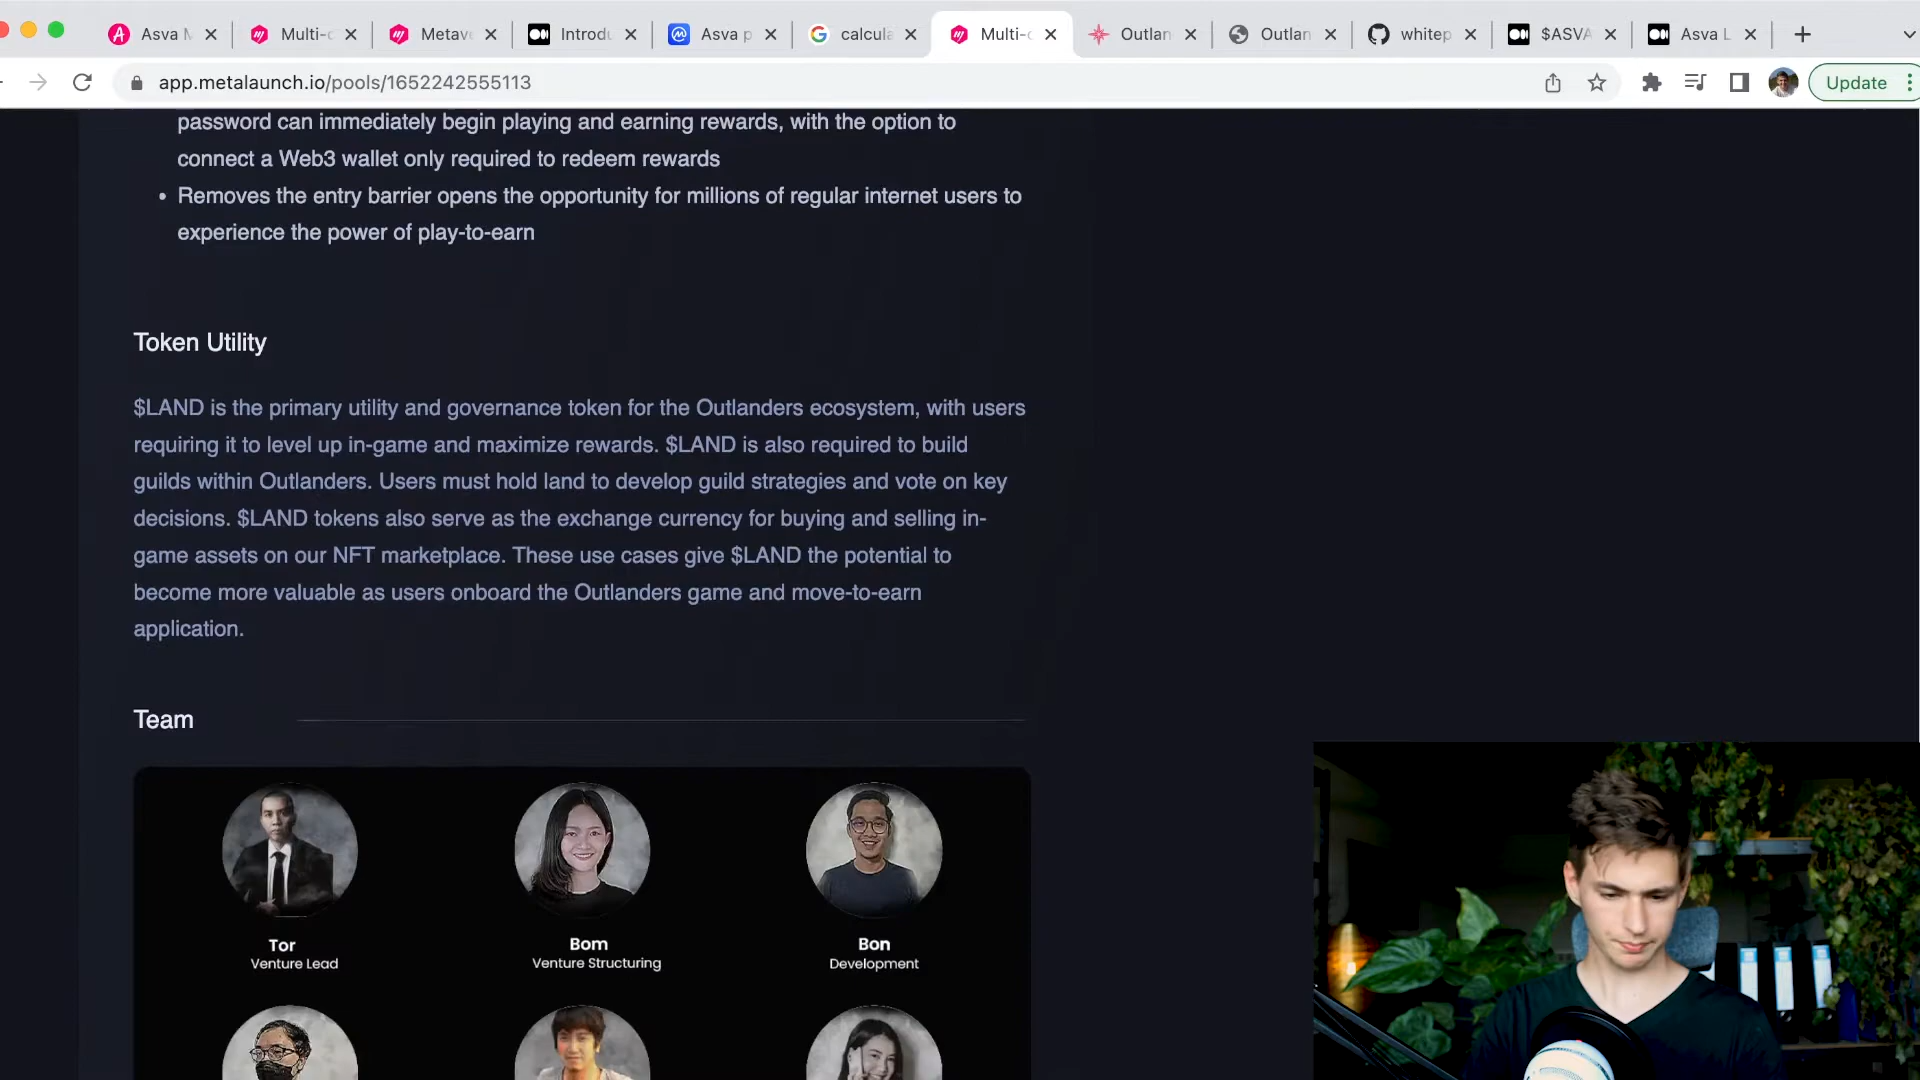 Asva M
Multi-c
Metave
Introdu
Asva p
calcula
Multi-c
Outlan
Outlan
whitep
$ASVA
Asva L
app.metalaunch.io/pools/1652242555113
Update
password can immediately begin playing and earning rewards, with the option to
connect a Web3 wallet only required to redeem rewards
• Removes the entry barrier opens the opportunity for millions of regular internet users to
experience the power of play-to-earn
Token Utility
$LAND is the primary utility and governance token for the Outlanders ecosystem, with users
requiring it to level up in-game and maximize rewards. $LAND is also required to build
guilds within Outlanders. Users must hold land to develop guild strategies and vote on key
decisions. $LAND tokens also serve as the exchange currency for buying and selling in-
game assets on our NFT marketplace. These use cases give $LAND the potential to
become more valuable as users onboard the Outlanders game and move-to-earn
application.
Team
Tor
Venture Lead
Bom
Venture Structuring
Bon
Development